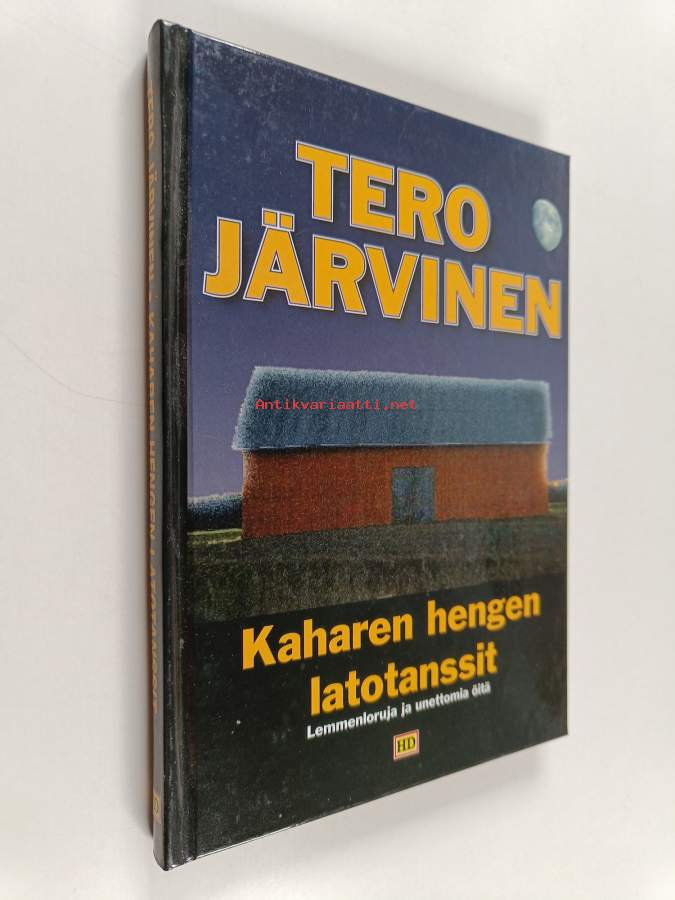 TERO
JÄRVINEN
Antikvariaatti.net
Kaharen hengen
latotanssit
Lemmenloruja ja unettomia öitä
HD
TERO JÄRVINEN • KAHAREN HENGEN LATOTANSSIT